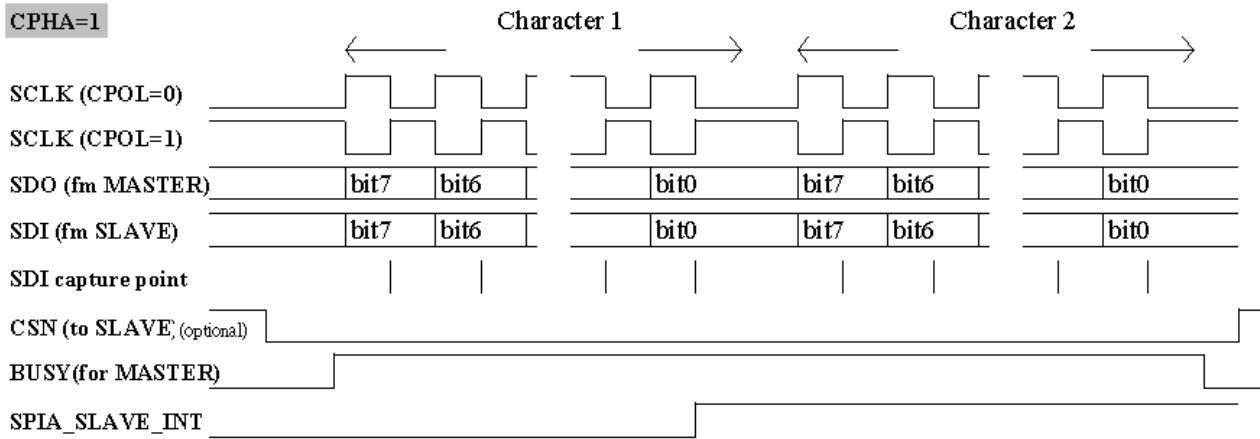 CPHA=1
Character 1 Character 2
SCLK (CPOL=0)
SCLK (CPOL=1)
SDO (fm MASTER) bit7 bit6 bit0 bit7 bit6 bit0
SDI (fm SLAVE) bit7 bit6 bit0 bit7 bit6 bit0
SDI capture point
CSN (to SLAVE) (optional)
BUSY(for MASTER)
SPIA_SLAVE_INT